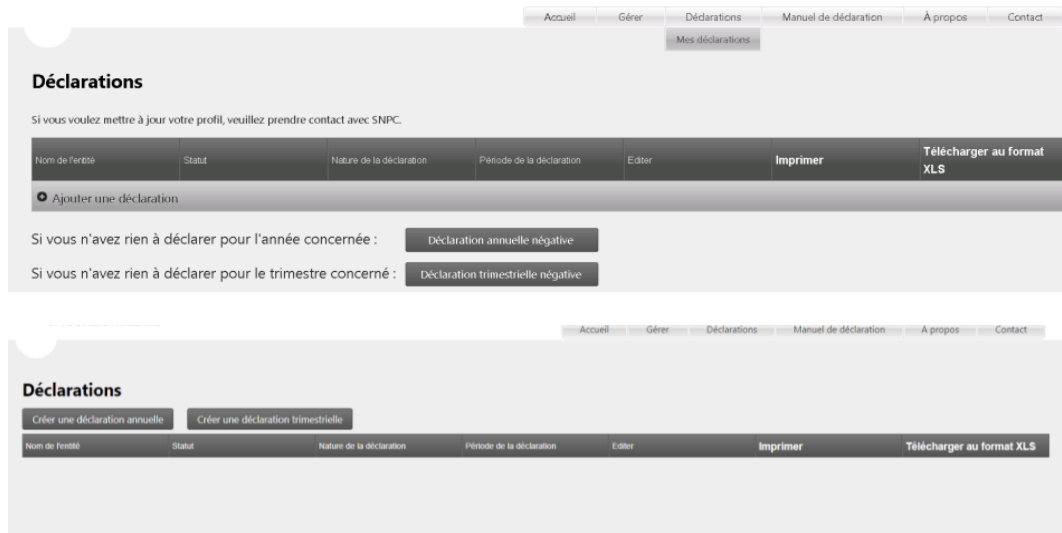 Accueil Gérer Déclarations Manuel de déclaration À propos Contact
Mes déclarations
Déclarations
Si vous voulez mettre à jour votre profil, veuillez prendre contact avec SNPC.
Nom de l'entité Statut Nature de la déclaration Période de la déclaration Editer Imprimer Télécharger au format XLS
Ajouter une déclaration
Si vous n'avez rien à déclarer pour l'année concernée : Déclaration annuelle négative
Si vous n'avez rien à déclarer pour le trimestre concerné : Déclaration trimestrielle négative
Accueil Gérer Déclarations Manuel de déclaration À propos Contact
Déclarations
Créer une déclaration annuelle Créer une déclaration trimestrielle
Nom de l'entité Statut Nature de la déclaration Période de la déclaration Editer Imprimer Télécharger au format XLS